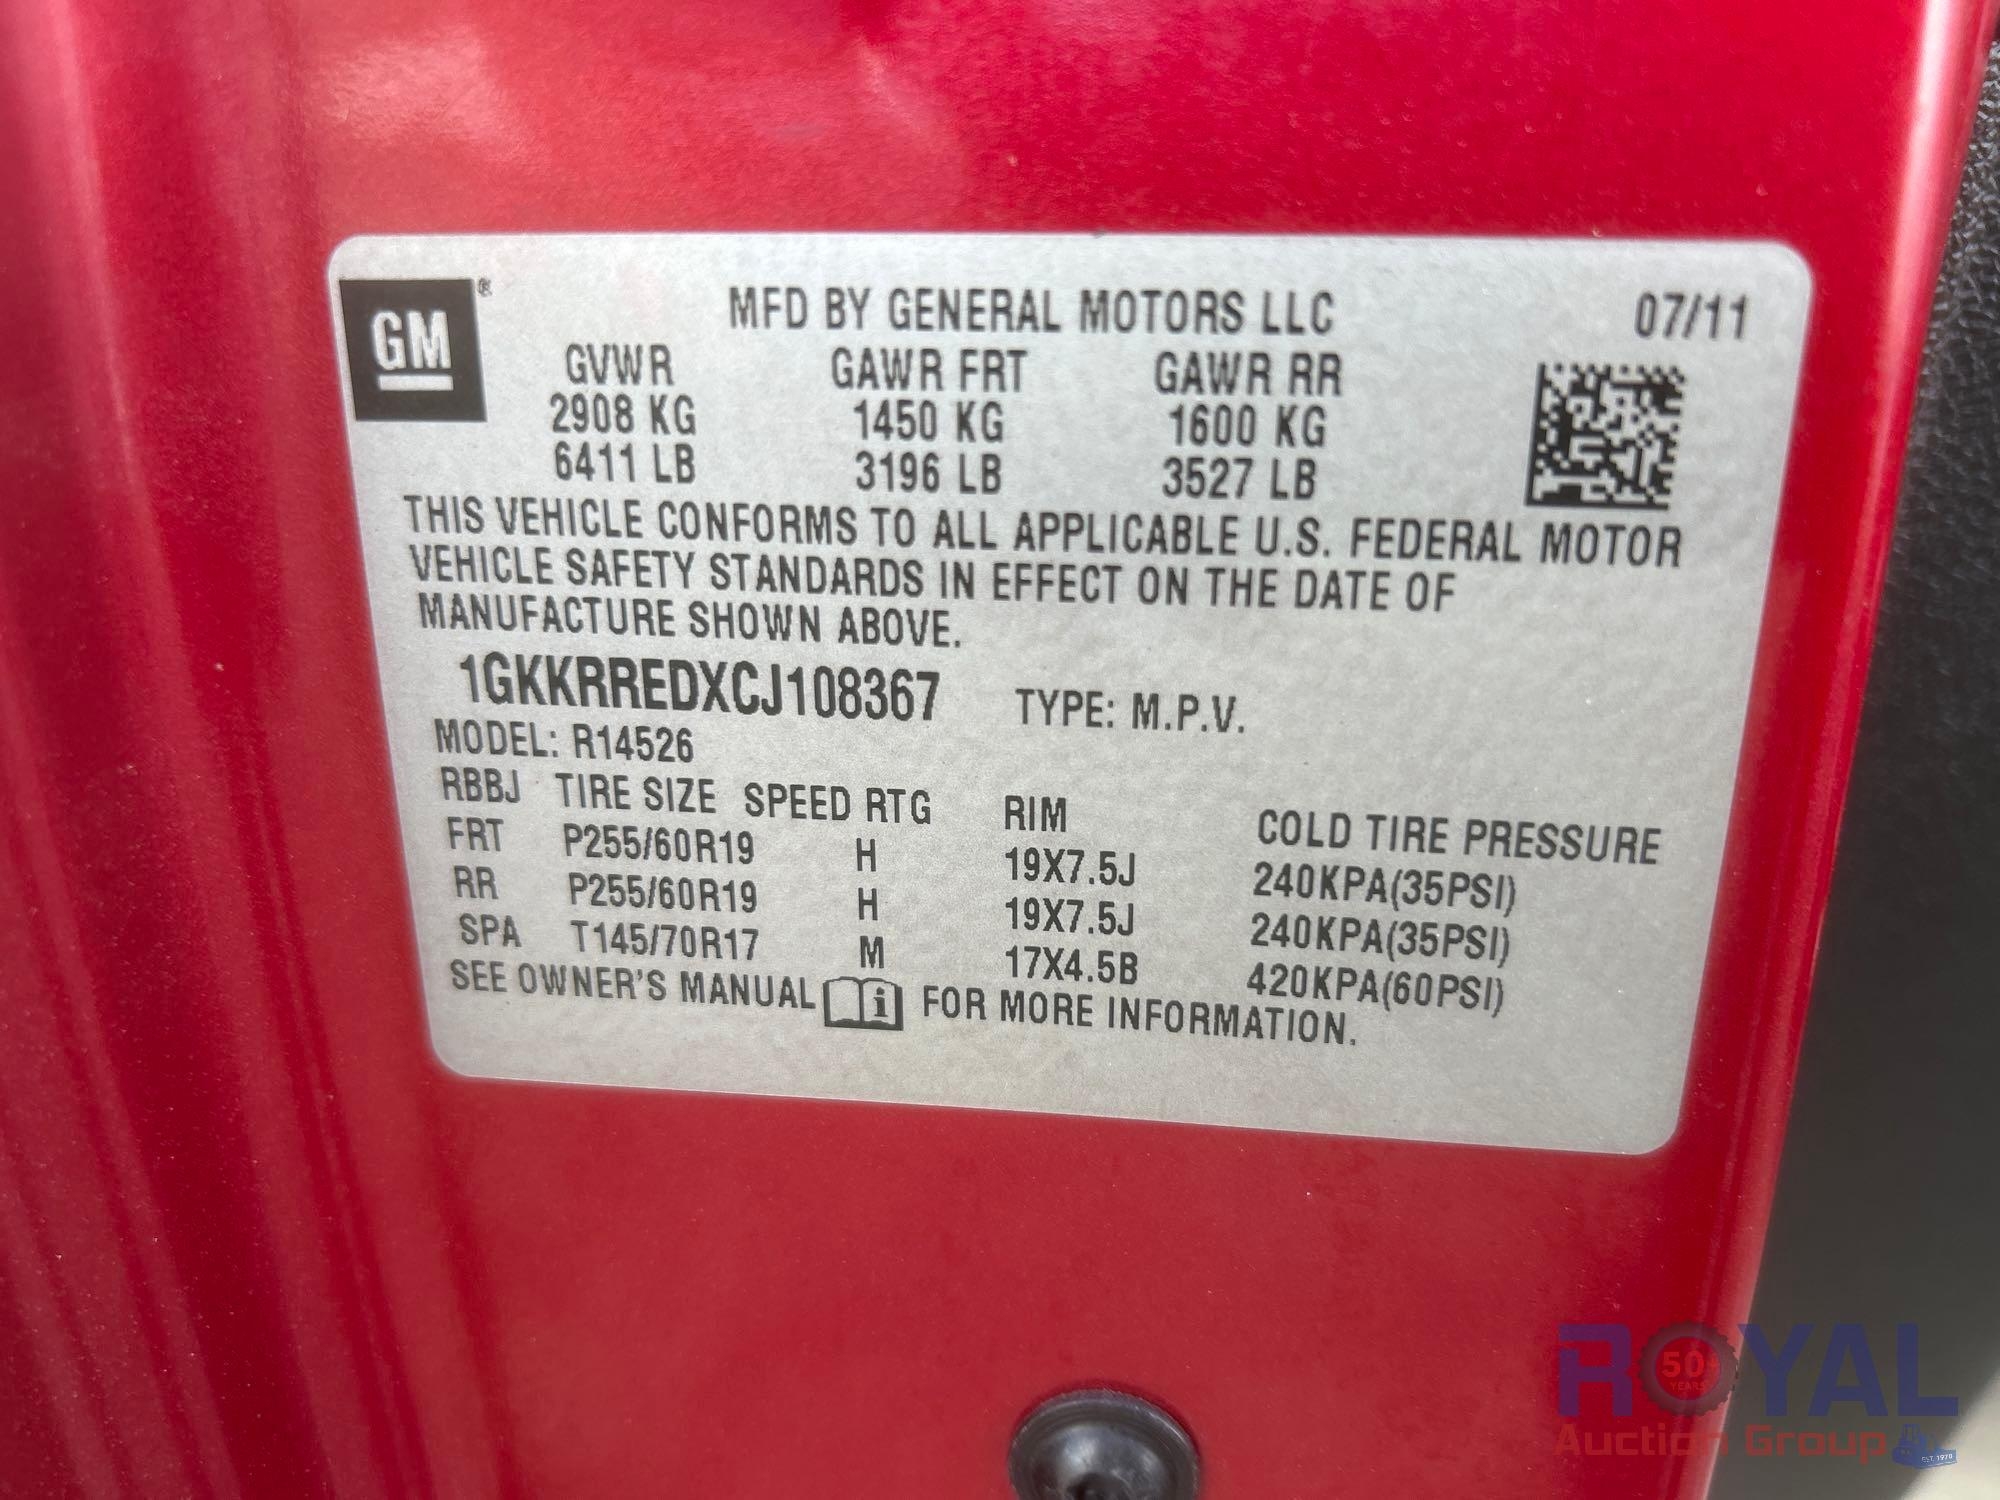 GM®
MFD BY GENERAL MOTORS LLC 07/11
GVWR GAWR FRT GAWR RR
2908 KG 1450 KG 1600 KG
6411 LB 3196 LB 3527 LB
THIS VEHICLE CONFORMS TO ALL APPLICABLE U.S. FEDERAL MOTOR
VEHICLE SAFETY STANDARDS IN EFFECT ON THE DATE OF
MANUFACTURE SHOWN ABOVE.
1GKKRREDXCJ108367 TYPE: M.P.V.
MODEL: R14526
RBBJ TIRE SIZE SPEED RTG RIM COLD TIRE PRESSURE
FRT P255/60R19 H 19X7.5J 240KPA(35PSI)
RR P255/60R19 H 19X7.5J 240KPA(35PSI)
SPA T145/70R17 M 17X4.5B 420KPA(60PSI)
SEE OWNER'S MANUAL i FOR MORE INFORMATION.
ROYAL
50+
YEARS
Auction Group
EST. 1970